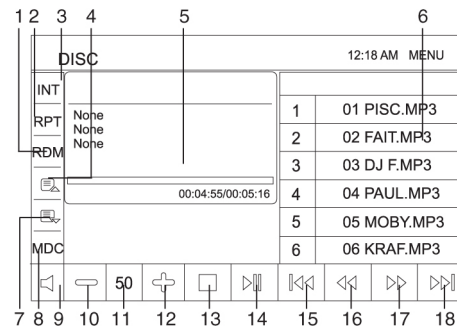 1 2 3 4 5 6
DISC 12:18 AM MENU
INT
RPT
RDM
MDC
None
None
None
00:04:55/00:05:16
1 01 PISC.MP3
2 02 FAIT.MP3
3 03 DJ F.MP3
4 04 PAUL.MP3
5 05 MOBY.MP3
6 06 KRAF.MP3
50
7 8 9 10 11 12 13 14 15 16 17 18